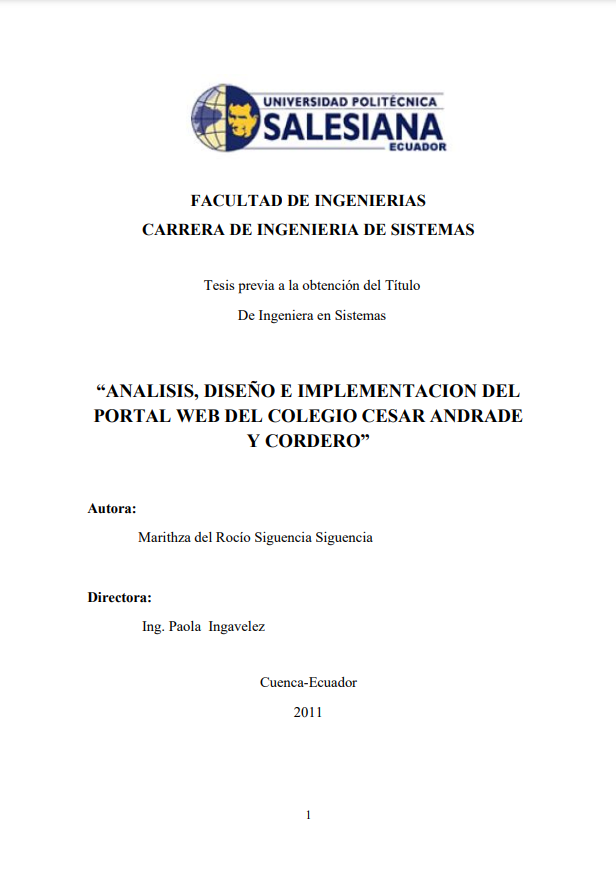 UNIVERSIDAD POLITÉCNICA
SALESIANA
ECUADOR
FACULTAD DE INGENIERIAS
CARRERA DE INGENIERIA DE SISTEMAS
Tesis previa a la obtención del Título
De Ingeniera en Sistemas
“ANALISIS, DISEÑO E IMPLEMENTACION DEL
PORTAL WEB DEL COLEGIO CESAR ANDRADE
Y CORDERO”
Autora:
Marithza del Rocío Siguencia Siguencia
Directora:
Ing. Paola  Ingavelez
Cuenca-Ecuador
2011
1